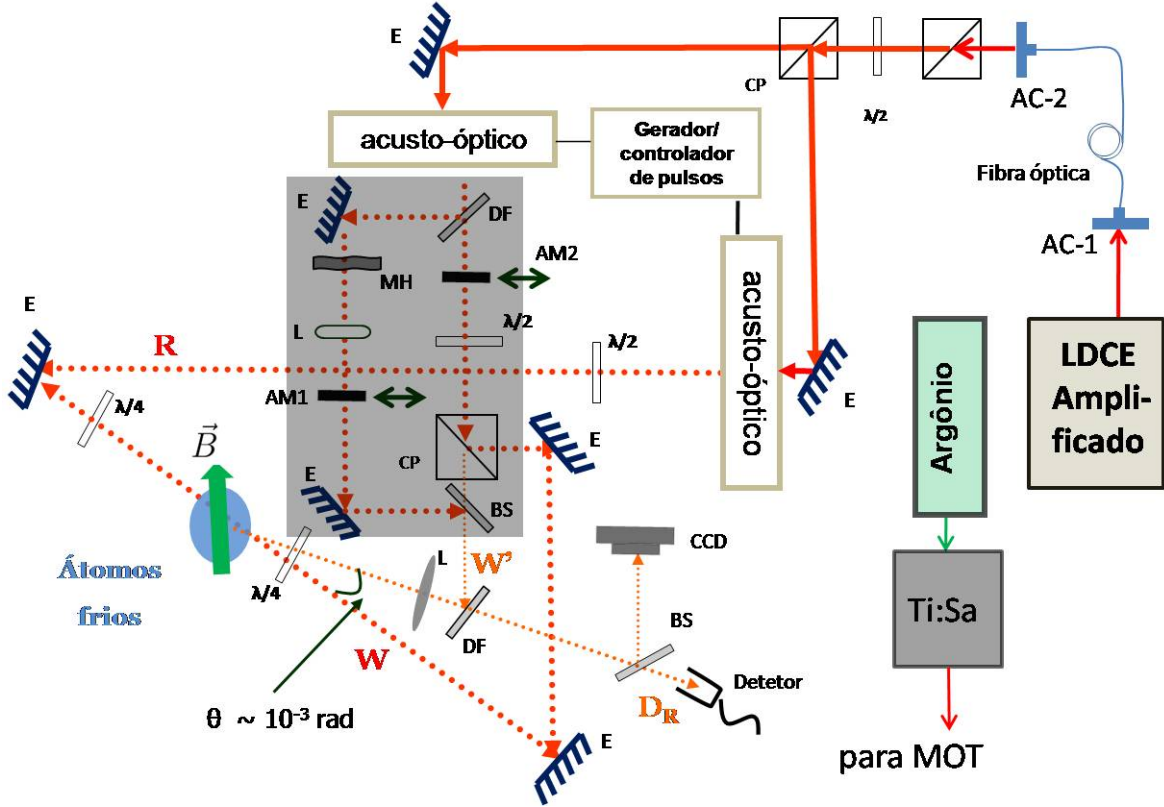 E
CP
λ/2
AC-2
acusto-óptico
Gerador/
controlador
de pulsos
Fibra óptica
AC-1
E
DF
MH
AM2
L
λ/2
λ/2
acusto-óptico
E
E
R
AM1
λ/4
B
CP
E
E
BS
Argônio
LDCE
Ampli-
ficado
Átomos
frios
λ/4
L
W'
DF
CCD
BS
Ti:Sa
W
θ ~ 10⁻³ rad
D_R
Detetor
E
para MOT